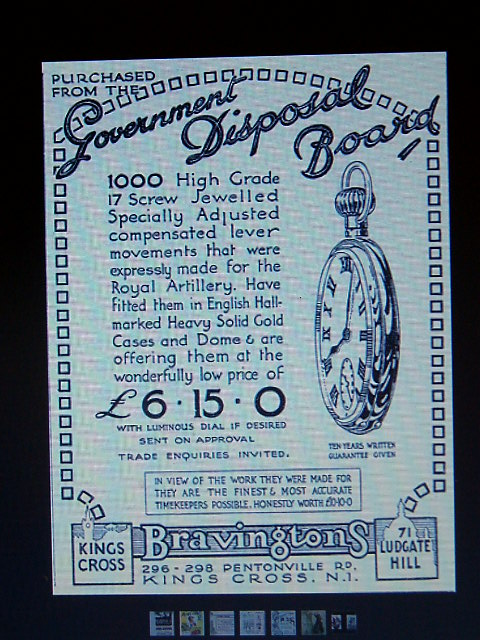 PURCHASED
FROM THE
Government
Disposal
Board
1000 High Grade
17 Screw Jewelled
Specially Adjusted
compensated lever
movements that were
expressly made for the
Royal Artillery. Have
fitted them in English Hall-
marked Heavy Solid Gold
Cases and Dome & are
offering them at the
wonderfully low price of
£6·15·0
WITH LUMINOUS DIAL IF DESIRED
SENT ON APPROVAL
TRADE ENQUIRIES INVITED.
TEN YEARS WRITTEN
GUARANTEE GIVEN
IN VIEW OF THE WORK THEY WERE MADE FOR
THEY ARE THE FINEST & MOST ACCURATE
TIMEKEEPERS POSSIBLE. HONESTLY WORTH £10-10-0
KINGS
CROSS
Bravingtons
71
LUDGATE
HILL
296-298 PENTONVILLE RD.
KINGS CROSS. N.1.